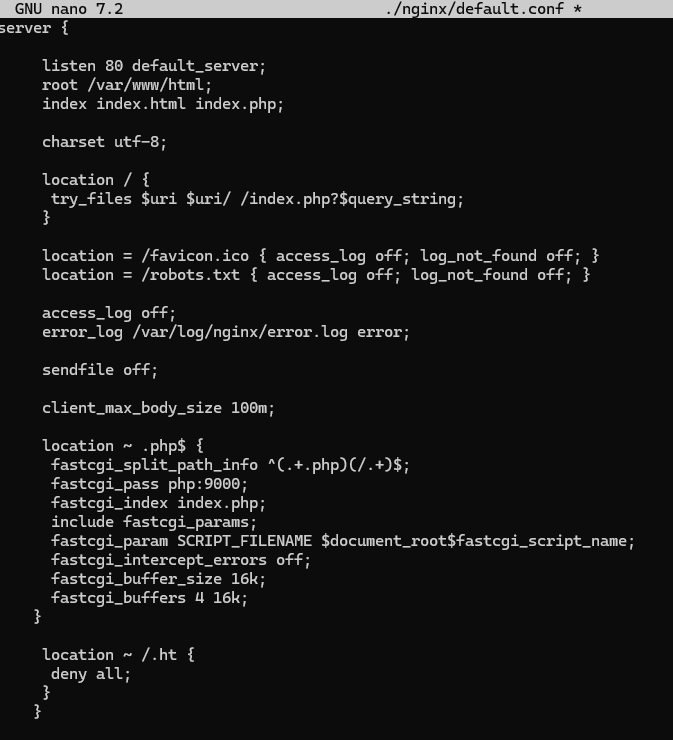 GNU nano 7.2 ./nginx/default.conf *
server {
listen 80 default_server;
root /var/www/html;
index index.html index.php;
charset utf-8;
location / {
try_files $uri $uri/ /index.php?$query_string;
}
location = /favicon.ico { access_log off; log_not_found off; }
location = /robots.txt { access_log off; log_not_found off; }
access_log off;
error_log /var/log/nginx/error.log error;
sendfile off;
client_max_body_size 100m;
location ~ .php$ {
fastcgi_split_path_info ^(.+.php)(/.+)$;
fastcgi_pass php:9000;
fastcgi_index index.php;
include fastcgi_params;
fastcgi_param SCRIPT_FILENAME $document_root$fastcgi_script_name;
fastcgi_intercept_errors off;
fastcgi_buffer_size 16k;
fastcgi_buffers 4 16k;
}
location ~ /.ht {
deny all;
}
}